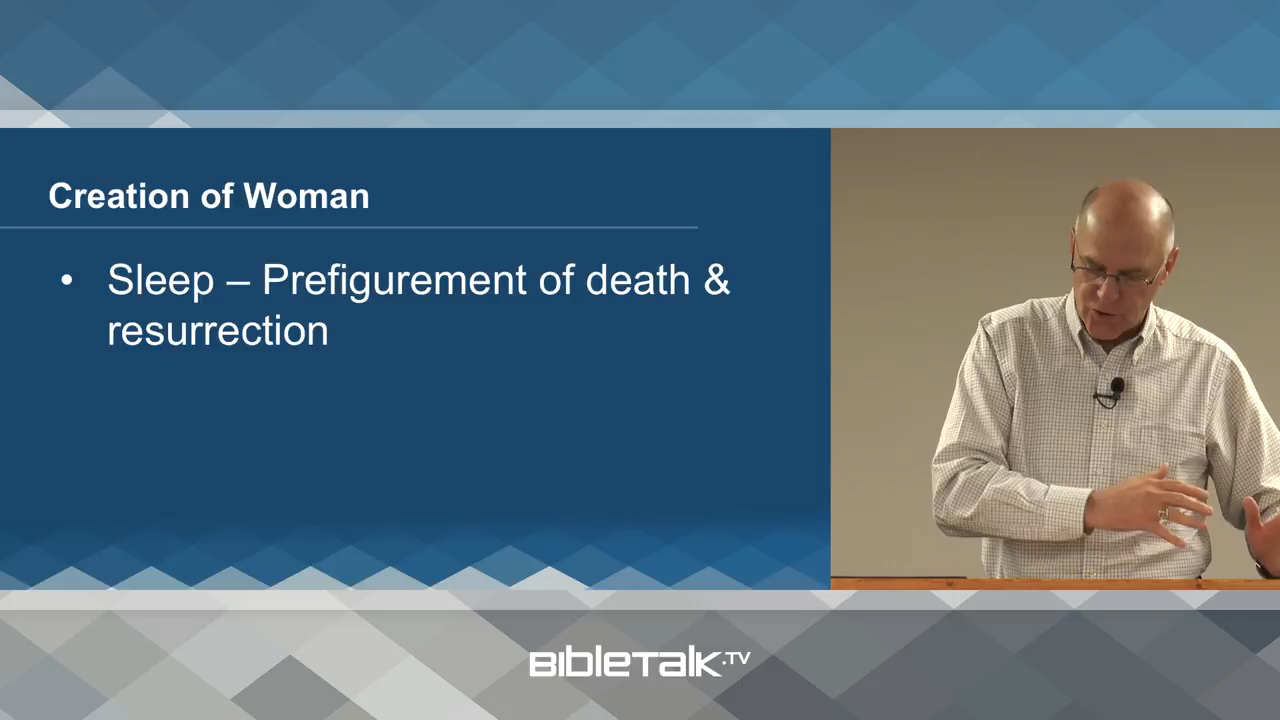 Creation of Woman
• Sleep – Prefigurement of death &
resurrection
BIBLETALK.TV